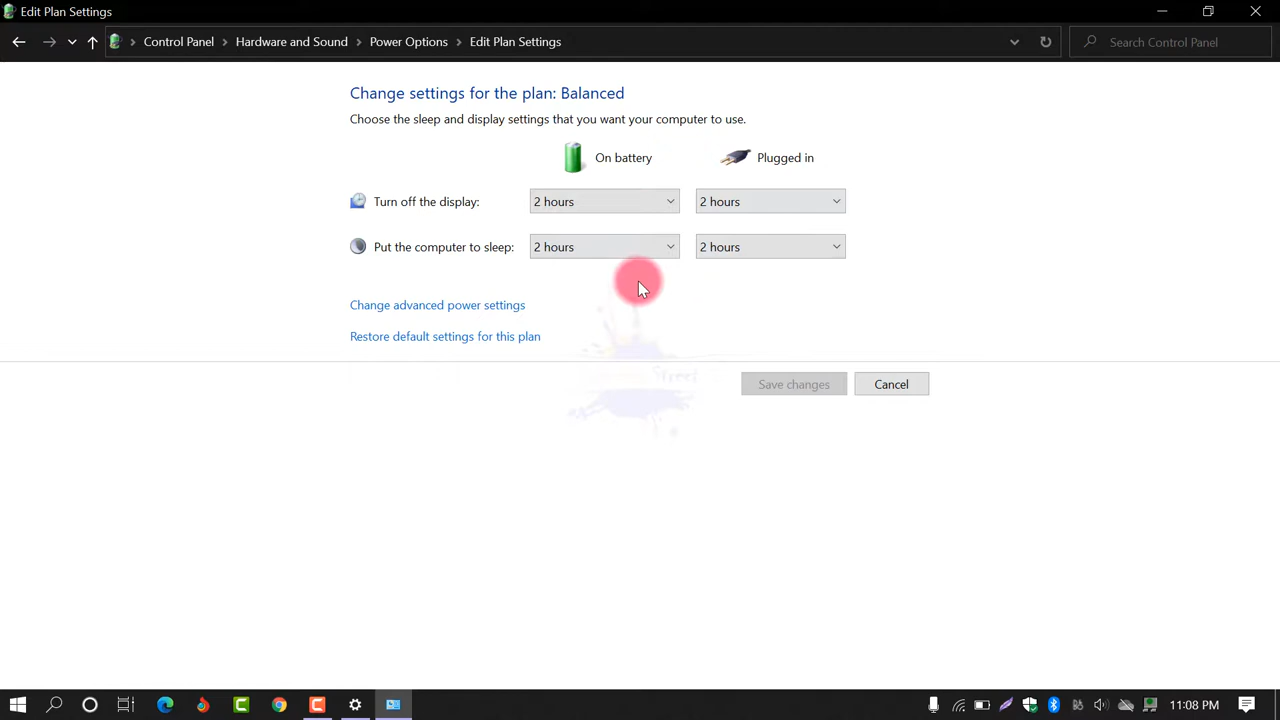 Edit Plan Settings
Control Panel > Hardware and Sound > Power Options > Edit Plan Settings
Search Control Panel
Change settings for the plan: Balanced
Choose the sleep and display settings that you want your computer to use.
On battery Plugged in
Turn off the display: 2 hours 2 hours
Put the computer to sleep: 2 hours 2 hours
Change advanced power settings
Restore default settings for this plan
Street
Save changes Cancel
11:08 PM